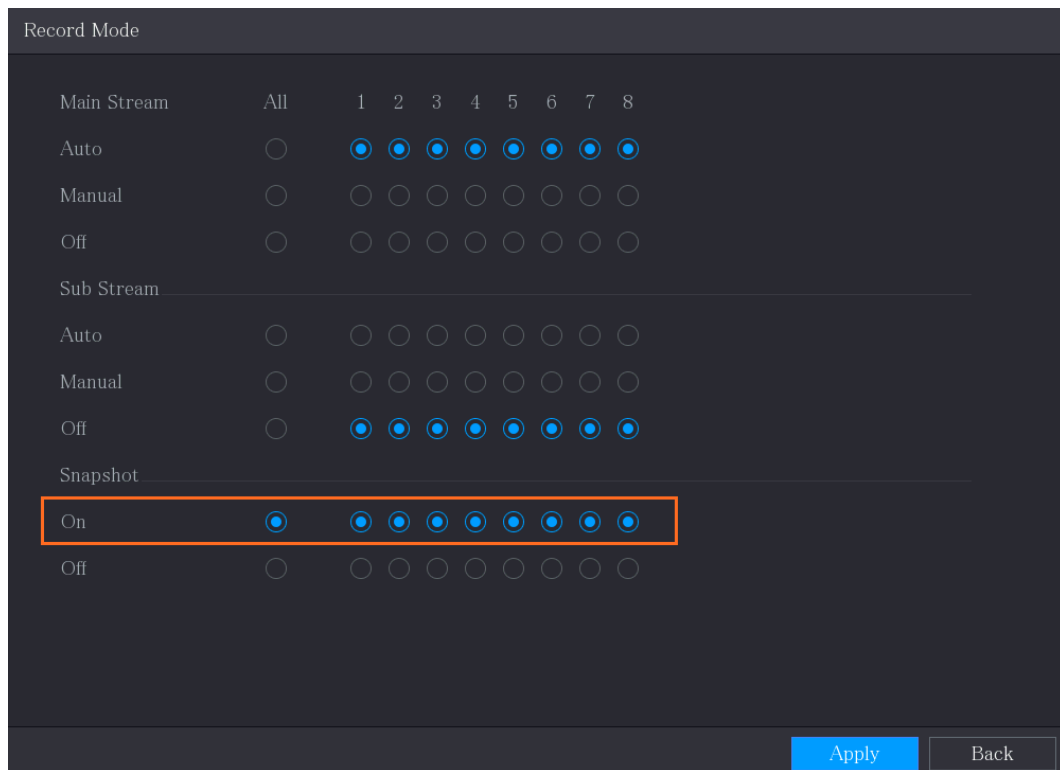 Record Mode
Main Stream All 1 2 3 4 5 6 7 8
Auto
Manual
Off
Sub Stream
Auto
Manual
Off
Snapshot
On
Off
Apply Back